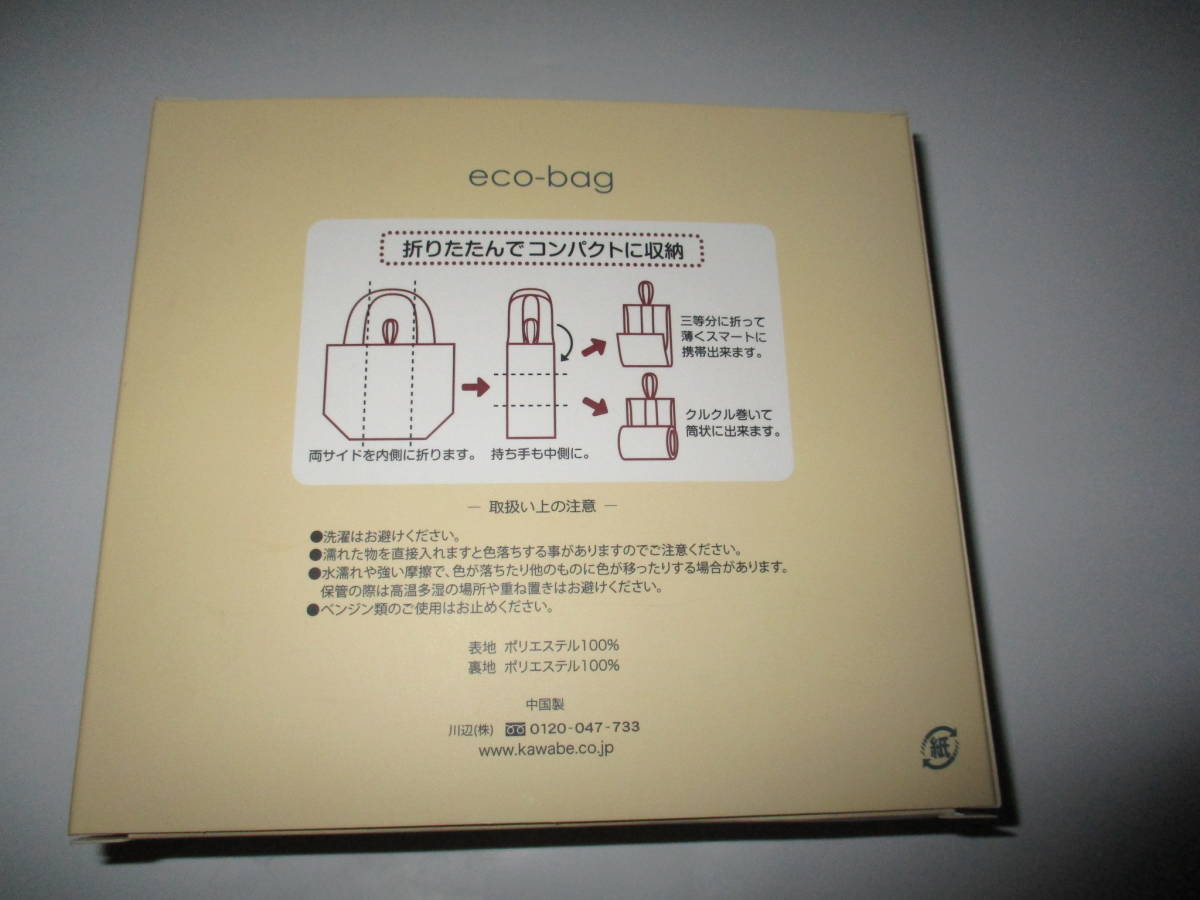 eco-bag
折りたたんでコンパクトに収納
三等分に折って
薄くスマートに
携帯出来ます。
クルクル巻いて
筒状に出来ます。
両サイドを内側に折ります。
持ち手も中側に。
― 取扱い上の注意 ―
●洗濯はお避けください。
●濡れた物を直接入れますと色落ちする事がありますのでご注意ください。
●水濡れや強い摩擦で、色が落ちたり他のものに色が移ったりする場合があります。
保管の際は高温多湿の場所や重ね置きはお避けください。
●ベンジン類のご使用はお止めください。
表地 ポリエステル100%
裏地 ポリエステル100%
中国製
川辺(株) 0120-047-733
www.kawabe.co.jp
紙